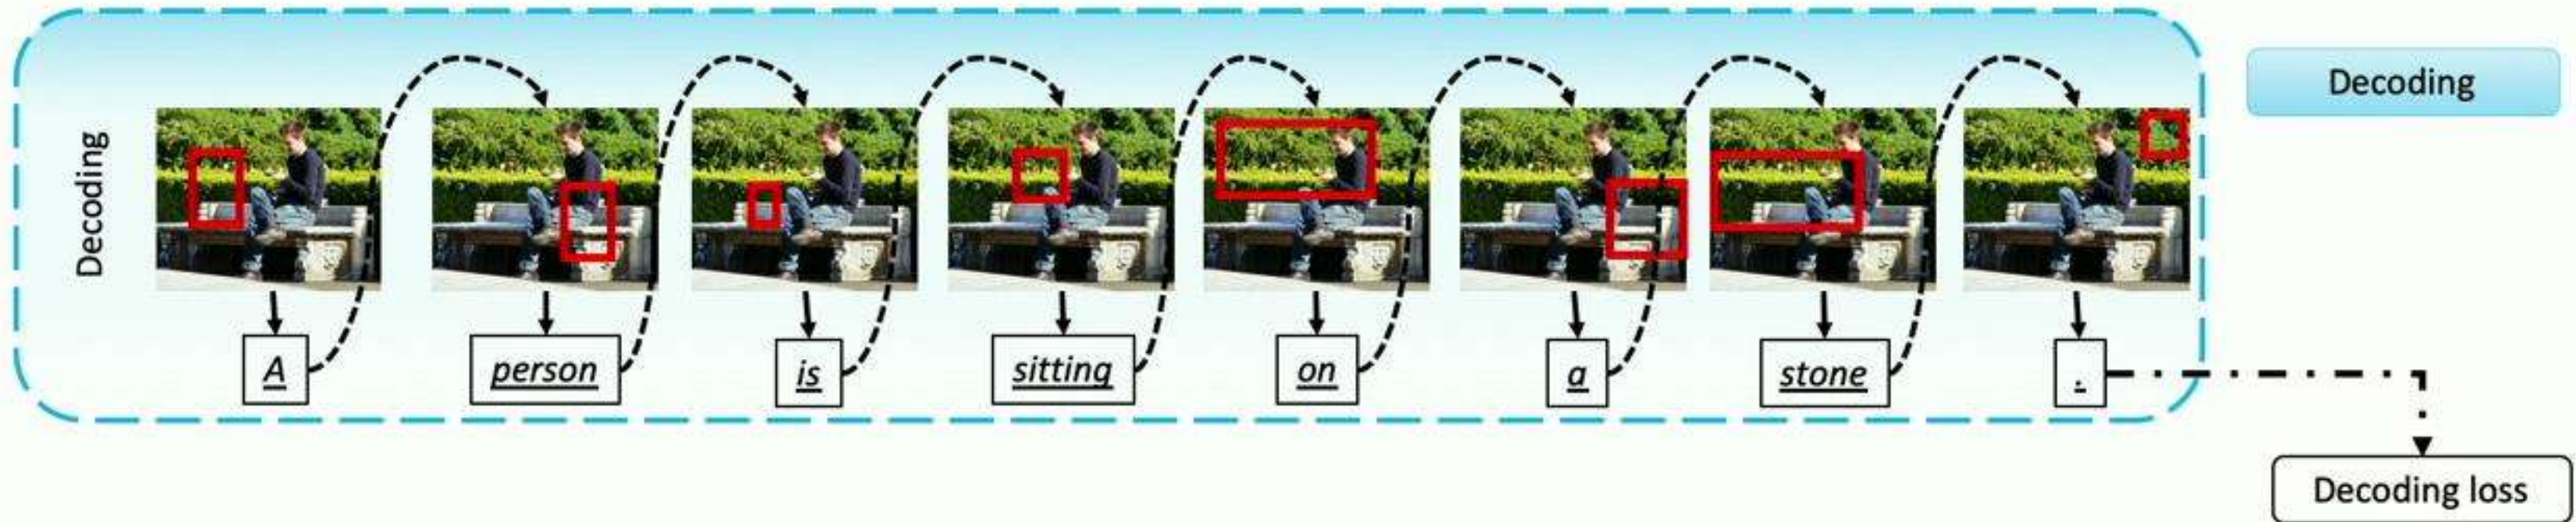 Decoding
Decoding
A person is sitting on a stone .
Decoding loss